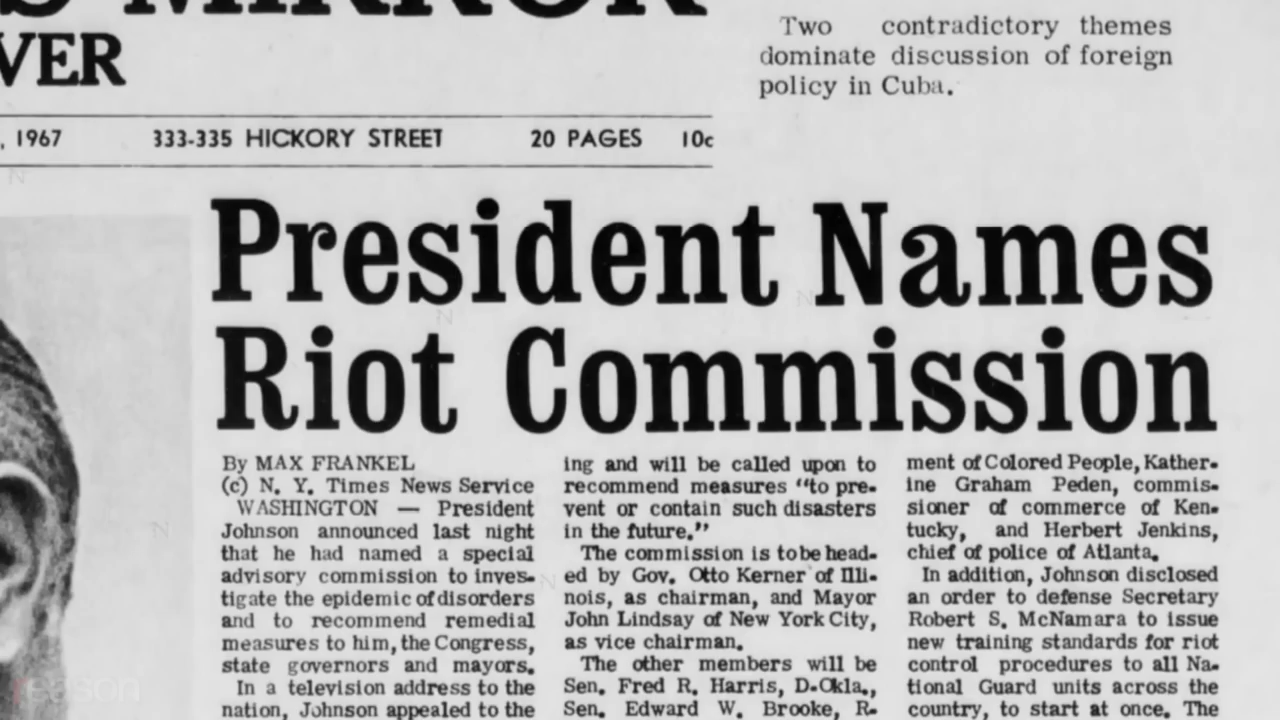 MIRROR
VER
, 1967 333-335 HICKORY STREET 20 PAGES 10c
Two contradictory themes
dominate discussion of foreign
policy in Cuba.
President Names
Riot Commission
By MAX FRANKEL
(c) N. Y. Times News Service
WASHINGTON — President
Johnson announced last night
that he had named a special
advisory commission to inves-
tigate the epidemic of disorders
and to recommend remedial
measures to him, the Congress,
state governors and mayors.
In a television address to the
nation, Johnson appealed to the
ing and will be called upon to
recommend measures “to pre-
vent or contain such disasters
in the future.”
The commission is to be head-
ed by Gov. Otto Kerner of Illi-
nois, as chairman, and Mayor
John Lindsay of New York City,
as vice chairman.
The other members will be
Sen. Fred R. Harris, D-Okla.,
Sen. Edward W. Brooke, R-
ment of Colored People, Kather-
ine Graham Peden, commis-
sioner of commerce of Ken-
tucky, and Herbert Jenkins,
chief of police of Atlanta.
In addition, Johnson disclosed
an order to defense Secretary
Robert S. McNamara to issue
new training standards for riot
control procedures to all Na-
tional Guard units across the
country, to start at once. The
reason